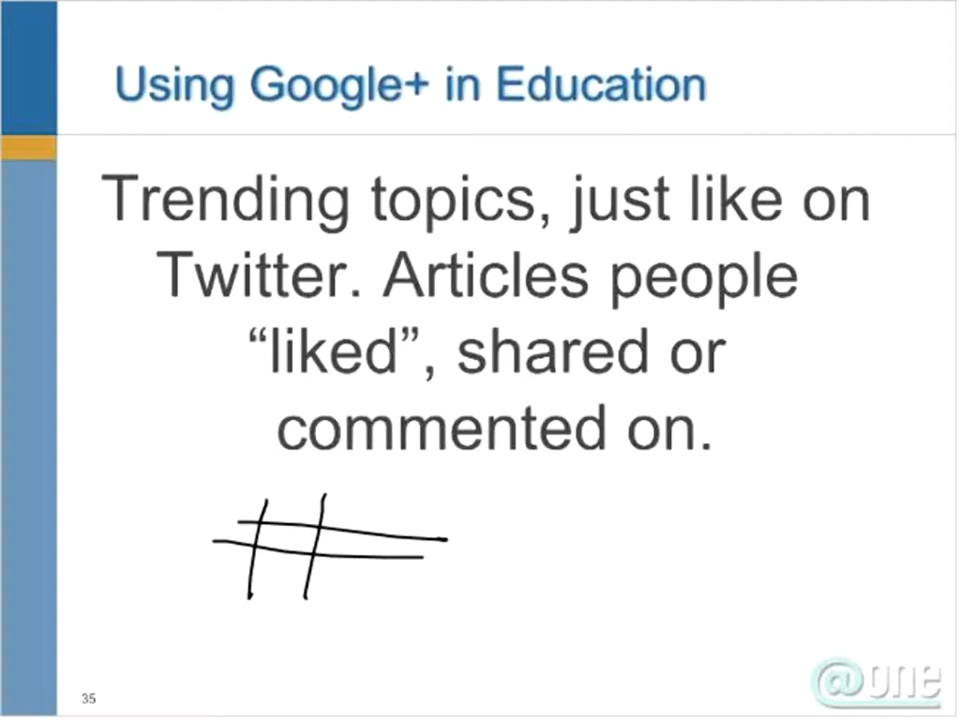 Using Google+ in Education
Trending topics, just like on
Twitter. Articles people
“liked”, shared or
commented on.
#
35
@one